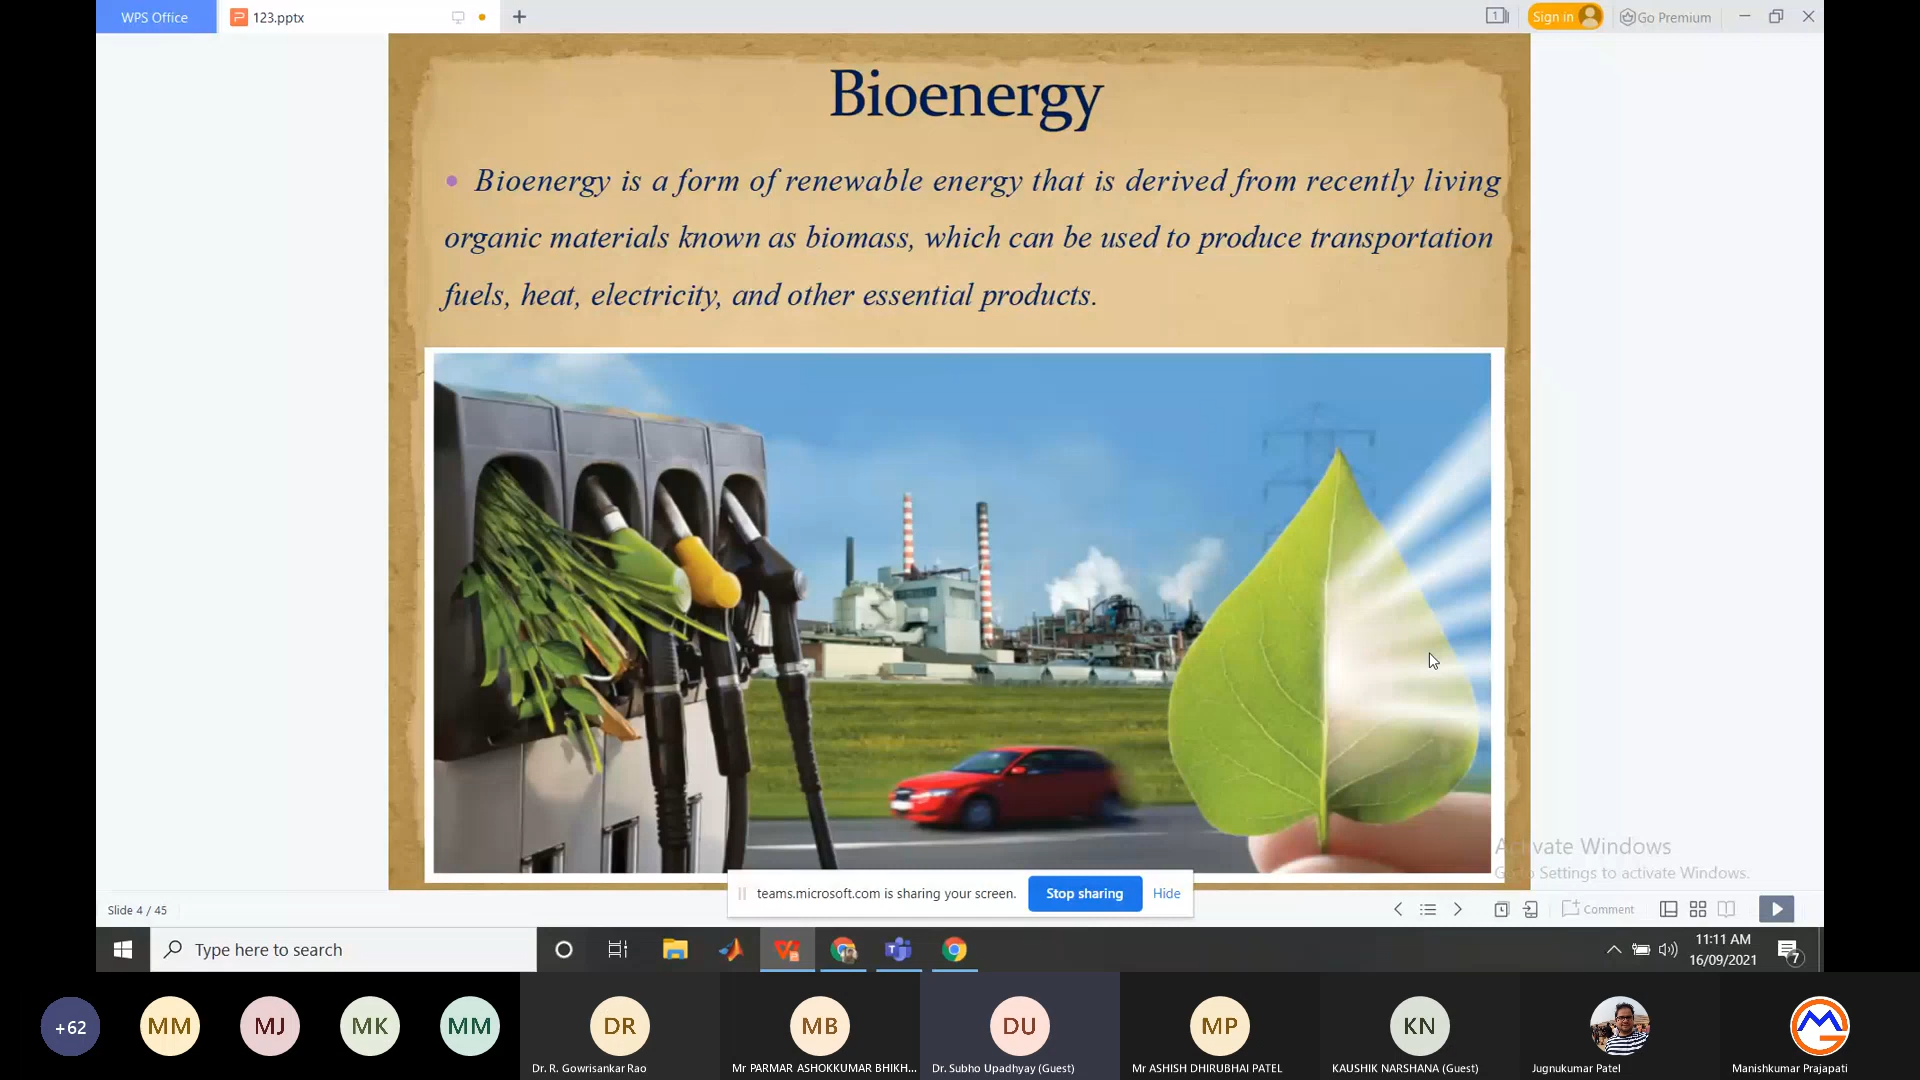 WPS Office
123.pptx
1
Sign in
Go Premium
Bioenergy
Bioenergy is a form of renewable energy that is derived from recently living
organic materials known as biomass, which can be used to produce transportation
fuels, heat, electricity, and other essential products.
Activate Windows
Go to Settings to activate Windows.
teams.microsoft.com is sharing your screen.
Stop sharing
Hide
Slide 4 / 45
Comment
Type here to search
11:11 AM
16/09/2021
7
+62
MM
MJ
MK
MM
DR
MB
DU
MP
KN
Dr. R. Gowrisankar Rao
Mr PARMAR ASHOKKUMAR BHIKH...
Dr. Subho Upadhyay (Guest)
Mr ASHISH DHIRUBHAI PATEL
KAUSHIK NARSHANA (Guest)
Jugnukumar Patel
Manishkumar Prajapati